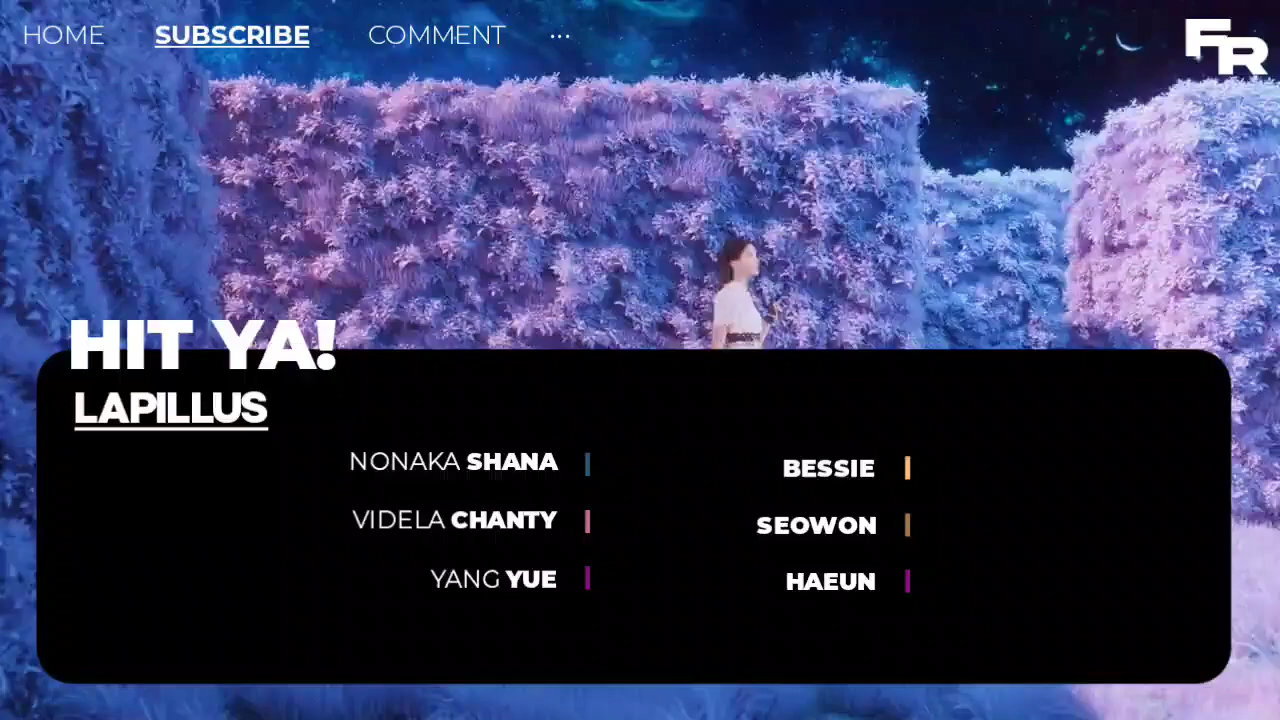 HOME SUBSCRIBE COMMENT ...
FR
HIT YA!
LAPILLUS
NONAKA SHANA
VIDELA CHANTY
YANG YUE
BESSIE
SEOWON
HAEUN